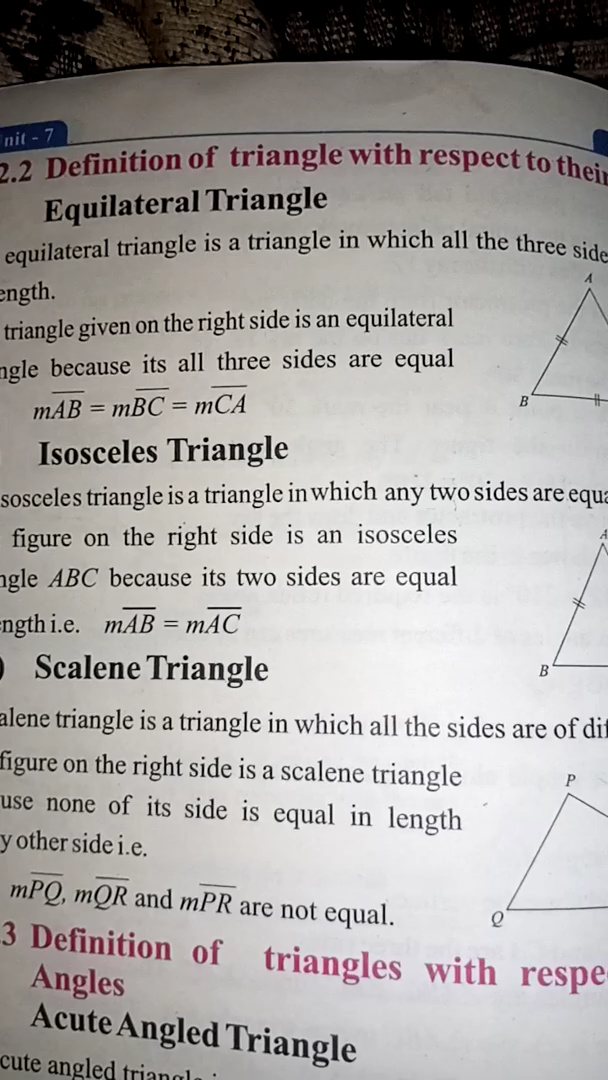 nit - 7
2.2 Definition of triangle with respect to their
Equilateral Triangle
equilateral triangle is a triangle in which all the three side
ength.
triangle given on the right side is an equilateral
ngle because its all three sides are equal
mAB = mBC = mCA
A
B
Isosceles Triangle
sosceles triangle is a triangle in which any two sides are equa
figure on the right side is an isosceles
ngle ABC because its two sides are equal
ngth i.e. mAB = mAC
A
B
) Scalene Triangle
alene triangle is a triangle in which all the sides are of dif
figure on the right side is a scalene triangle
use none of its side is equal in length
y other side i.e.
mPQ, mQR and mPR are not equal.
P
Q
.3 Definition of triangles with respe
Angles
Acute Angled Triangle
cute angled triangle